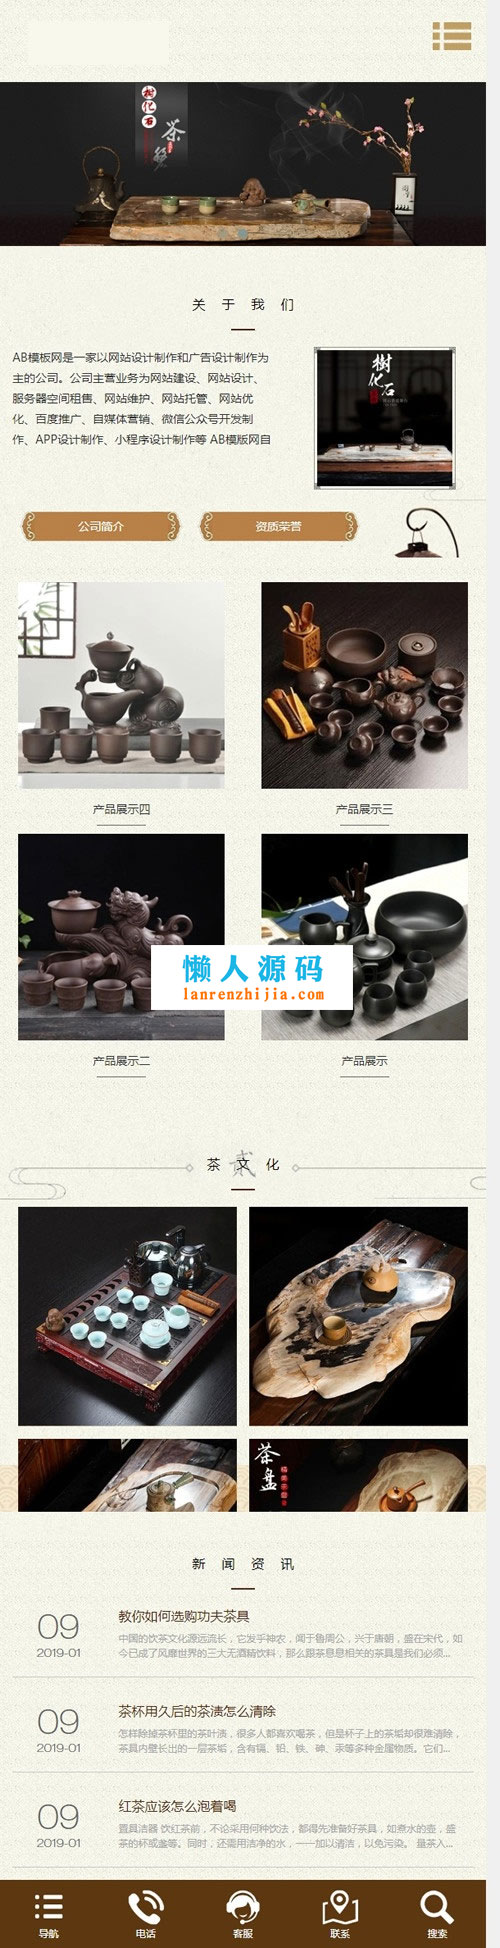 樹化石
茶盤
关于我们
AB模板网是一家以网站设计制作和广告设计制作为
主的公司。公司主营业务为网站建设、网站设计、
服务器空间租售、网站维护、网站托管、网站优
化、百度推广、自媒体营销、微信公众号开发制
作、APP设计制作、小程序设计制作等 AB模版网自
樹化石
公司简介
资质荣誉
产品展示四
产品展示三
懒人源码
lanrenzhijia.com
产品展示二
产品展示
贰
茶文化
茶盘
新闻资讯
09
2019-01
教你如何选购功夫茶具
中国的饮茶文化源远流长，它发乎神农，闻于鲁周公，兴于唐朝，盛在宋代，如
今已成了风靡世界的三大无酒精饮料，那么跟茶息息相关的茶具是我们必须...
09
2019-01
茶杯用久后的茶渍怎么清除
怎样除掉茶杯里的茶叶渍，很多人都喜欢喝茶，但是杯子上的茶垢却很难清除，
茶具内壁长出的一层茶垢，含有镉、铅、铁、砷、汞等多种金属物质。它们...
09
2019-01
红茶应该怎么泡着喝
置具洁器 饮红茶前，不论采用何种饮法，都得先准备好茶具，如煮水的壶，盛
茶的杯或盏等。同时，还需用洁净的水，一一加以清洁，以免污染。 量茶入...
导航
电话
客服
联系
搜索